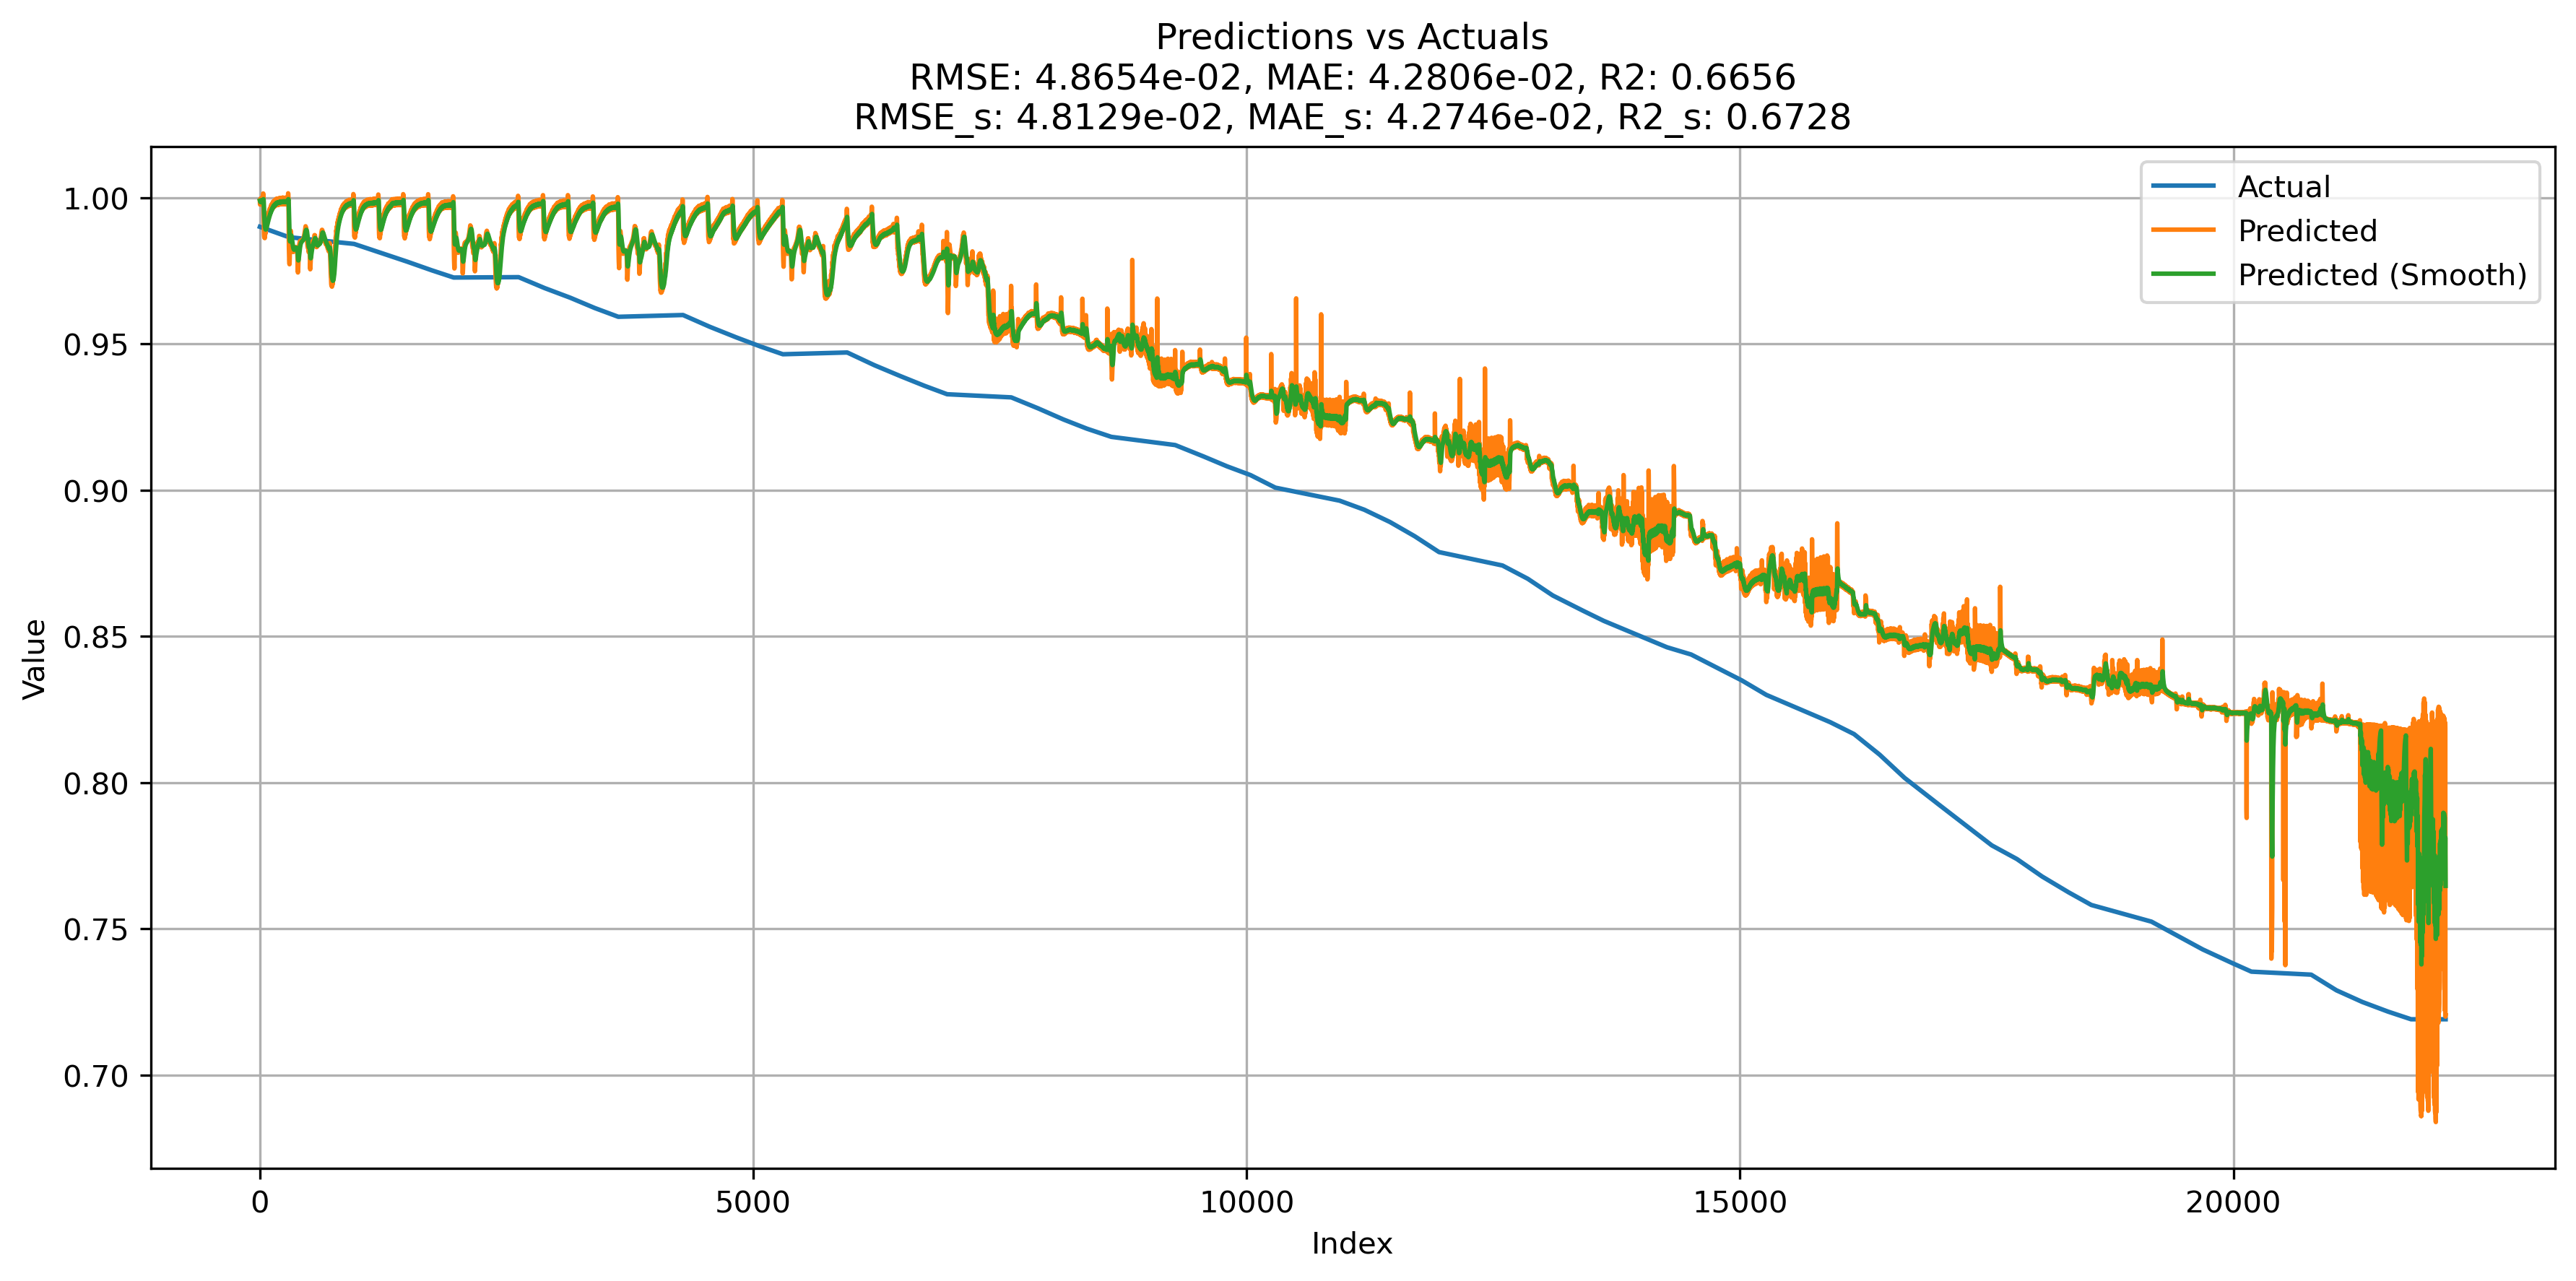 Predictions vs Actuals
RMSE: 4.8654e-02, MAE: 4.2806e-02, R2: 0.6656
RMSE_s: 4.8129e-02, MAE_s: 4.2746e-02, R2_s: 0.6728
Actual
Predicted
Predicted (Smooth)
Value
1.00
0.95
0.90
0.85
0.80
0.75
0.70
0 5000 10000 15000 20000
Index